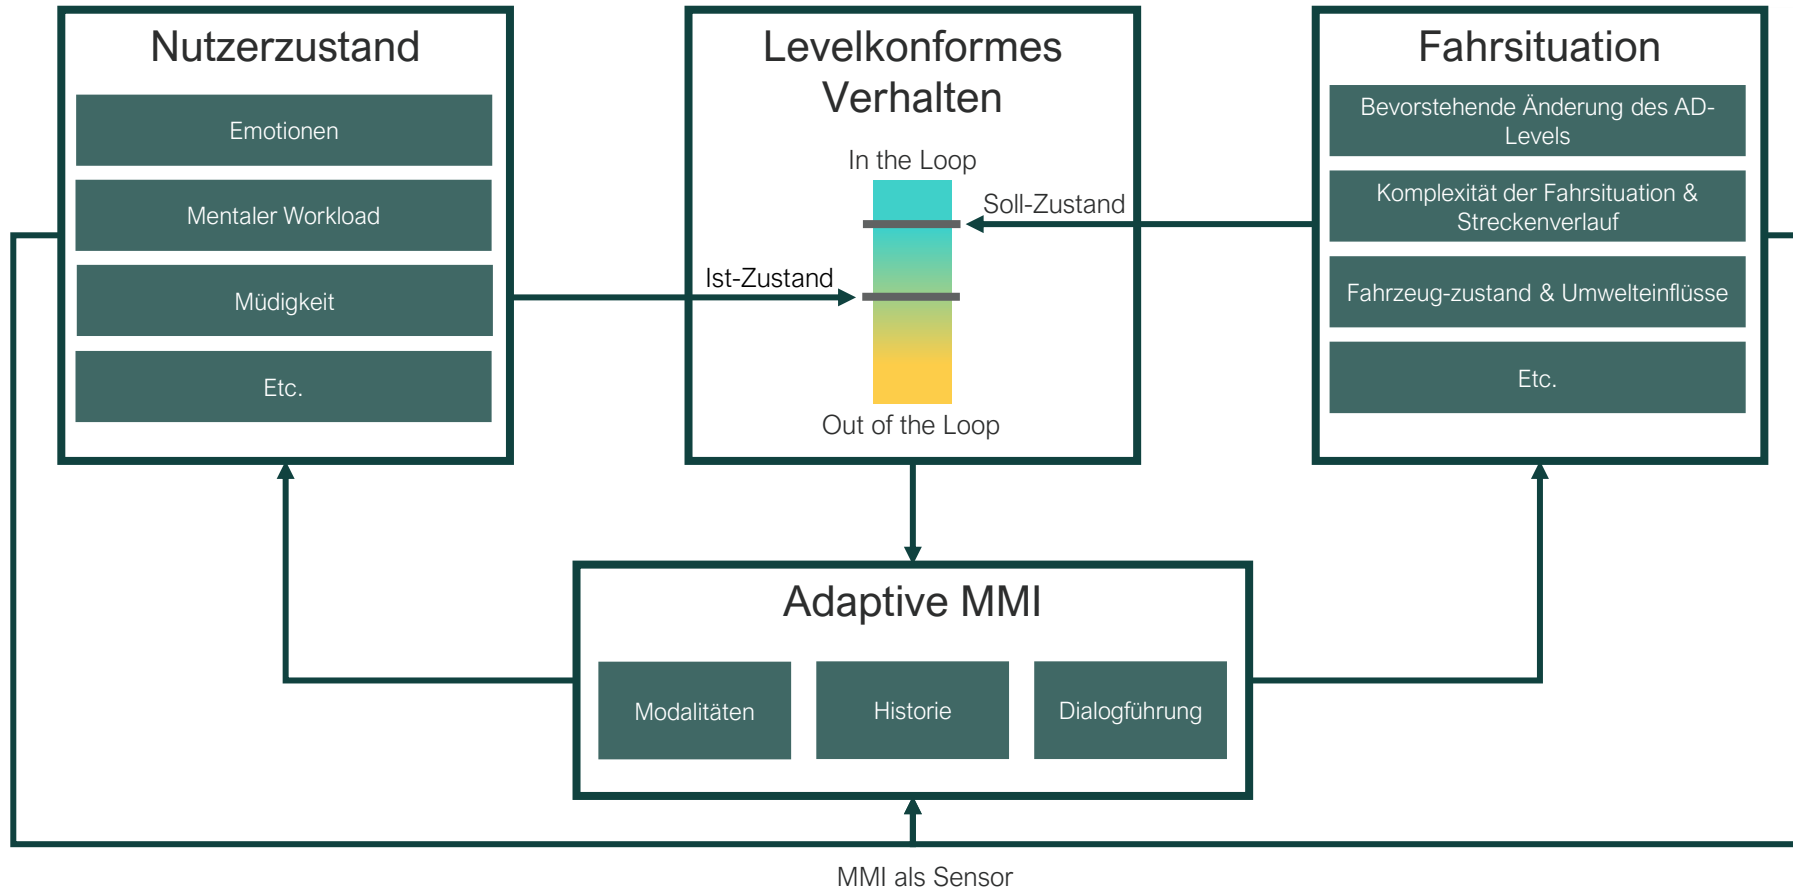 Nutzerzustand
Emotionen
Mentaler Workload
Müdigkeit
Etc.
Levelkonformes
Verhalten
In the Loop
Soll-Zustand
Ist-Zustand
Out of the Loop
Fahrsituation
Bevorstehende Änderung des AD-
Levels
Komplexität der Fahrsituation &
Streckenverlauf
Fahrzeug-zustand & Umwelteinflüsse
Etc.
Adaptive MMI
Modalitäten
Historie
Dialogführung
MMI als Sensor